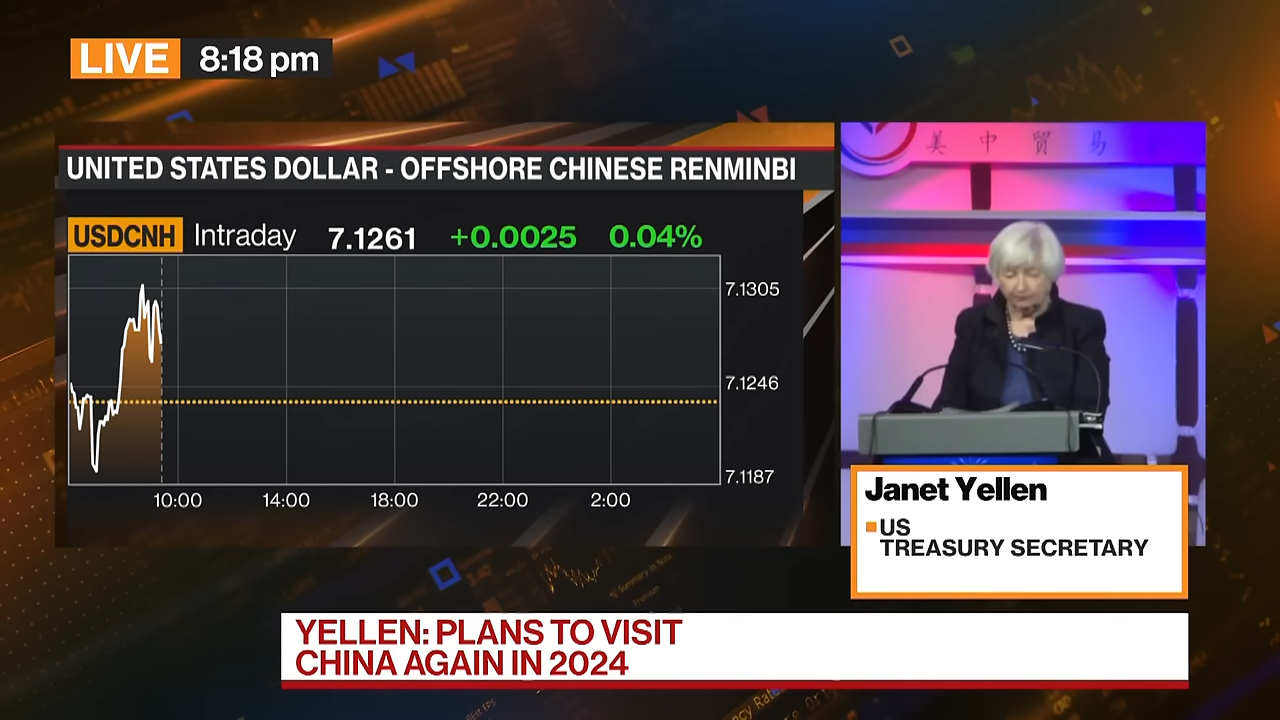 LIVE 8:18 pm
UNITED STATES DOLLAR - OFFSHORE CHINESE RENMINBI
USDCNH Intraday 7.1261 +0.0025 0.04%
7.1305
7.1246
7.1187
10:00 14:00 18:00 22:00 2:00
美中贸易
Janet Yellen
US
TREASURY SECRETARY
YELLEN: PLANS TO VISIT
CHINA AGAIN IN 2024